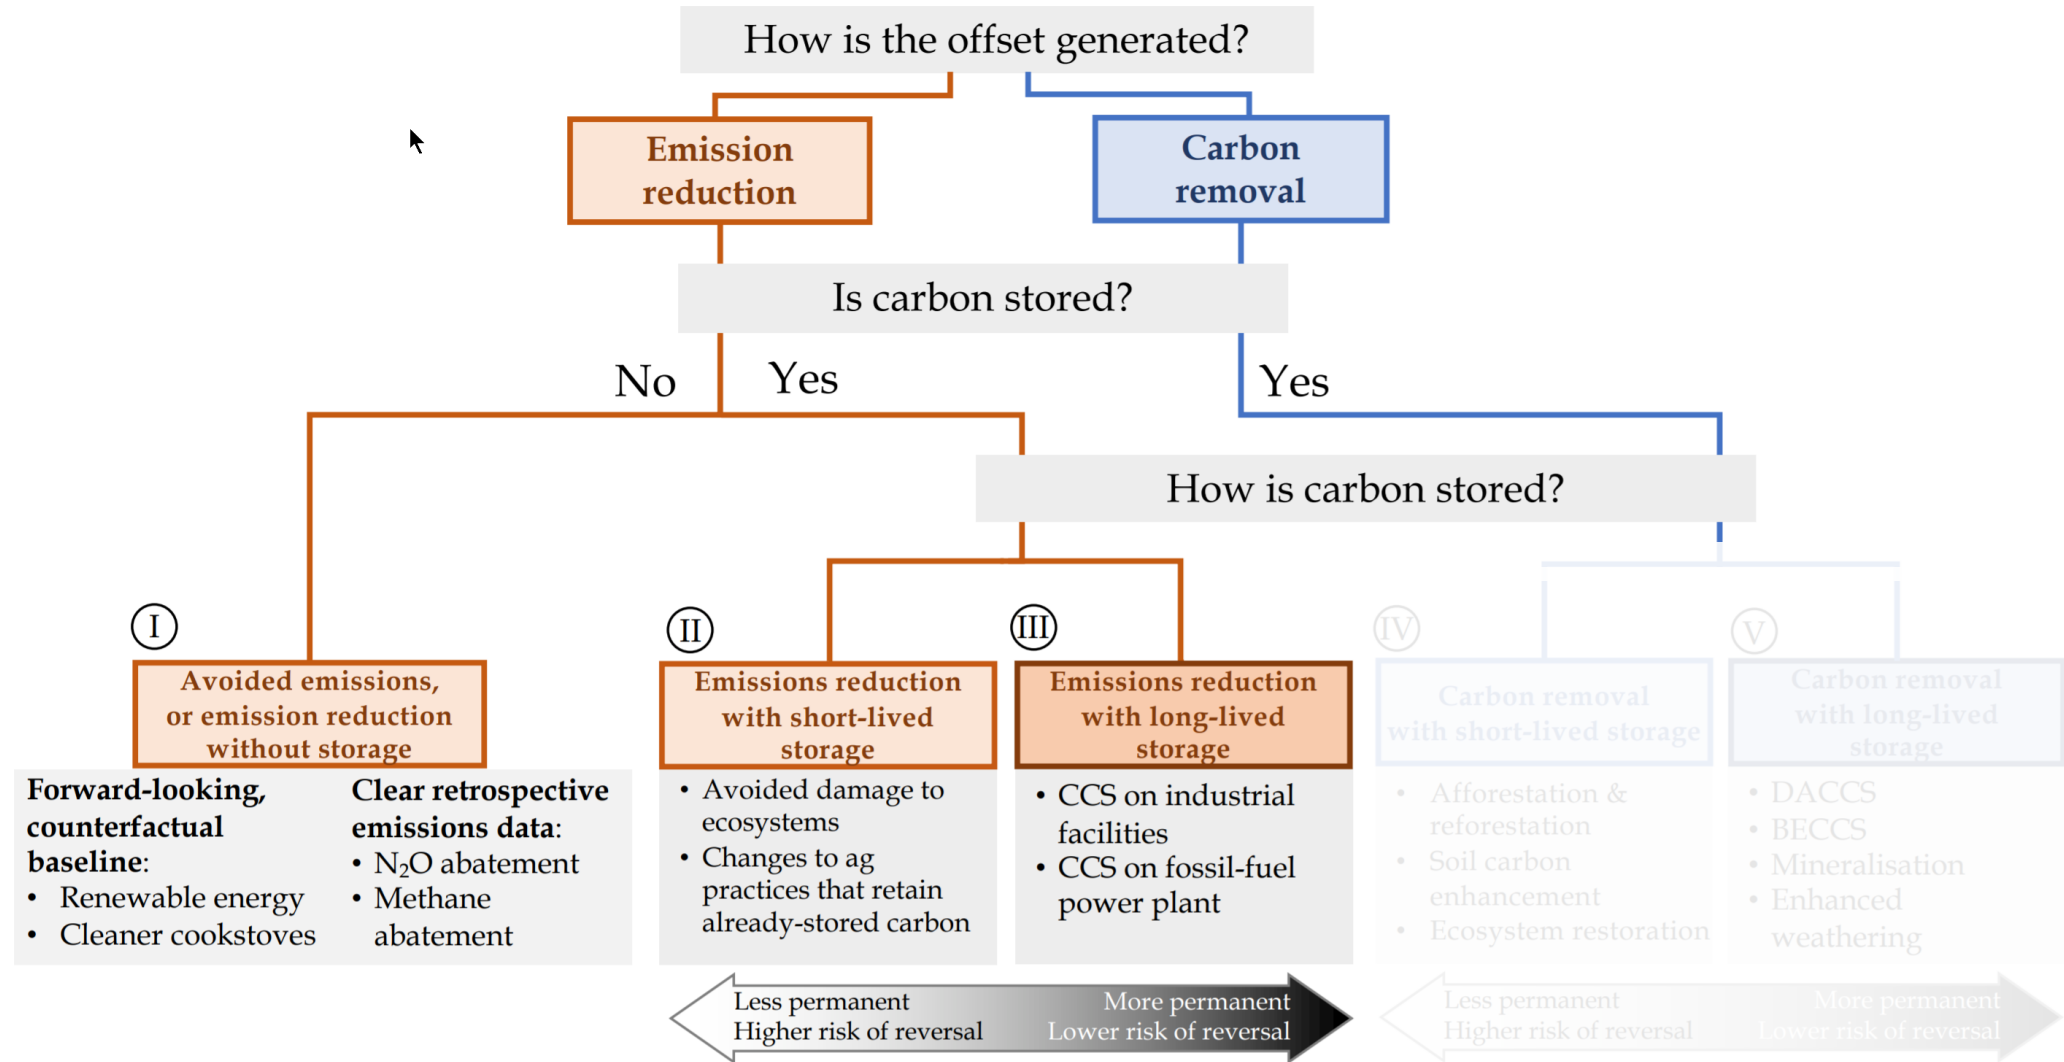 How is the offset generated?
Emission
reduction
Carbon
removal
Is carbon stored?
No
Yes
Yes
How is carbon stored?
I
Avoided emissions,
or emission reduction
without storage
Forward-looking,
counterfactual
baseline:
• Renewable energy
• Cleaner cookstoves
Clear retrospective
emissions data:
• N₂O abatement
• Methane
abatement
II
Emissions reduction
with short-lived
storage
• Avoided damage to
ecosystems
• Changes to ag
practices that retain
already-stored carbon
III
Emissions reduction
with long-lived
storage
• CCS on industrial
facilities
• CCS on fossil-fuel
power plant
IV
Carbon removal
with short-lived storage
• Afforestation &
reforestation
• Soil carbon
enhancement
• Ecosystem restoration
V
Carbon removal
with long-lived
storage
• DACCS
• BECCS
• Mineralisation
• Enhanced
weathering
Less permanent
Higher risk of reversal
More permanent
Lower risk of reversal
Less permanent
Higher risk of reversal
More permanent
Lower risk of reversal